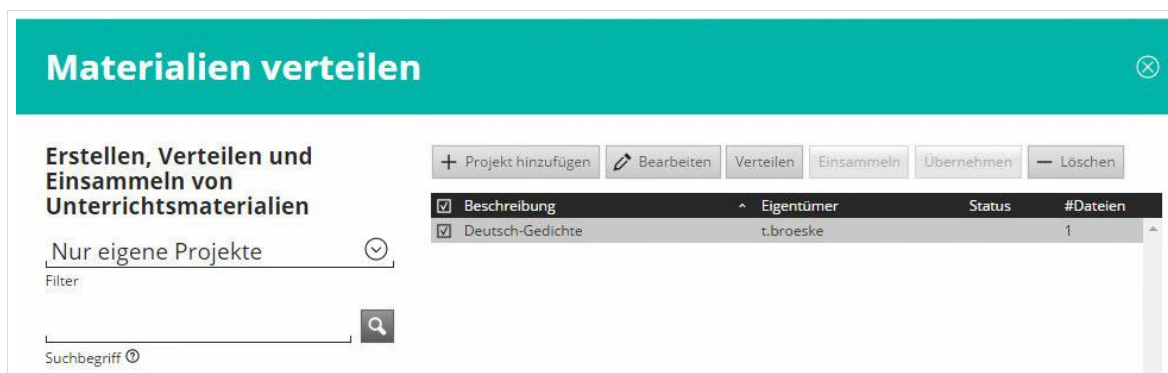 Materialien verteilen
Erstellen, Verteilen und
Einsammeln von
Unterrichtsmaterialien
Nur eigene Projekte
Filter
Suchbegriff
Projekt hinzufügen Bearbeiten Verteilen Einsammeln Übernehmen Löschen
Beschreibung Eigentümer Status #Dateien
Deutsch-Gedichte t.broeske 1